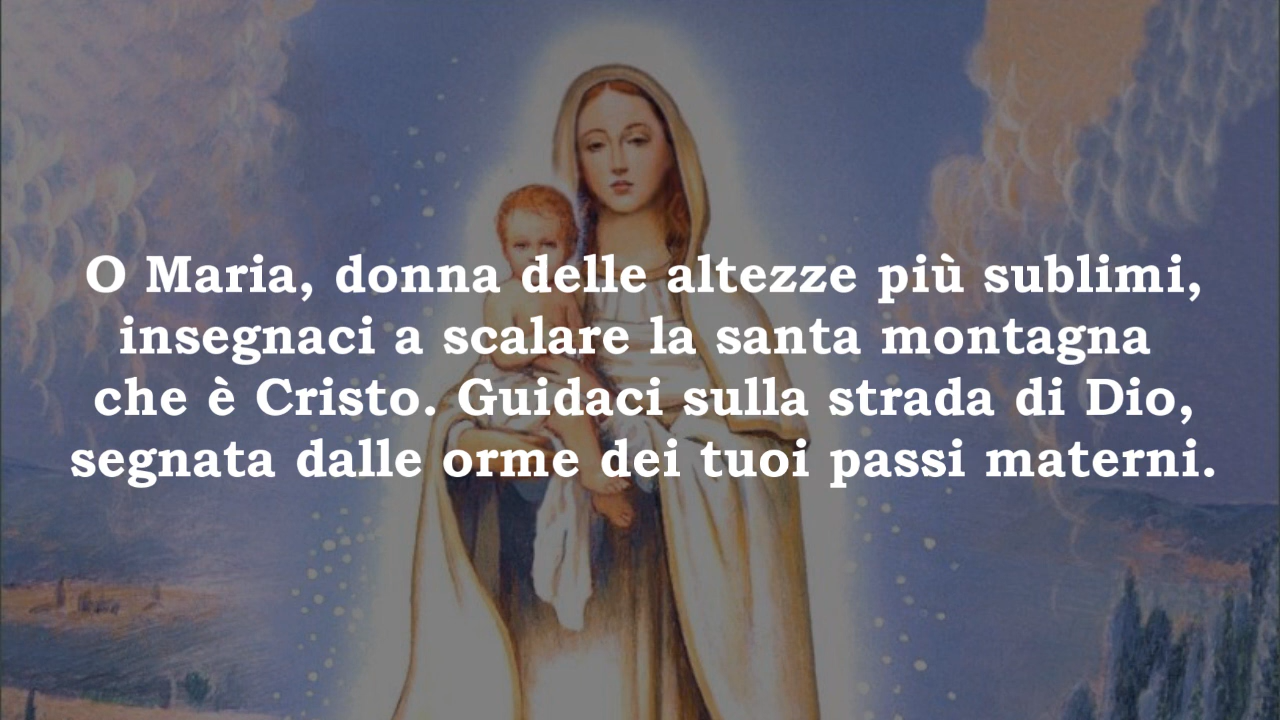 O Maria, donna delle altezze più sublimi,
insegnaci a scalare la santa montagna
che è Cristo. Guidaci sulla strada di Dio,
segnata dalle orme dei tuoi passi materni.